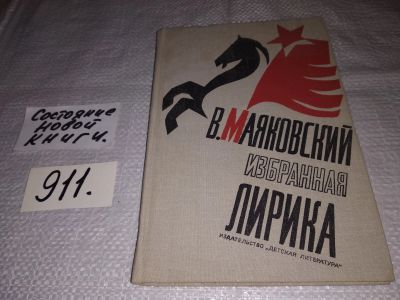 Состояние
новой
книги.
911.
В. Маяковский
ИЗБРАННАЯ
ЛИРИКА
ИЗДАТЕЛЬСТВО „ДЕТСКАЯ ЛИТЕРАТУРА"